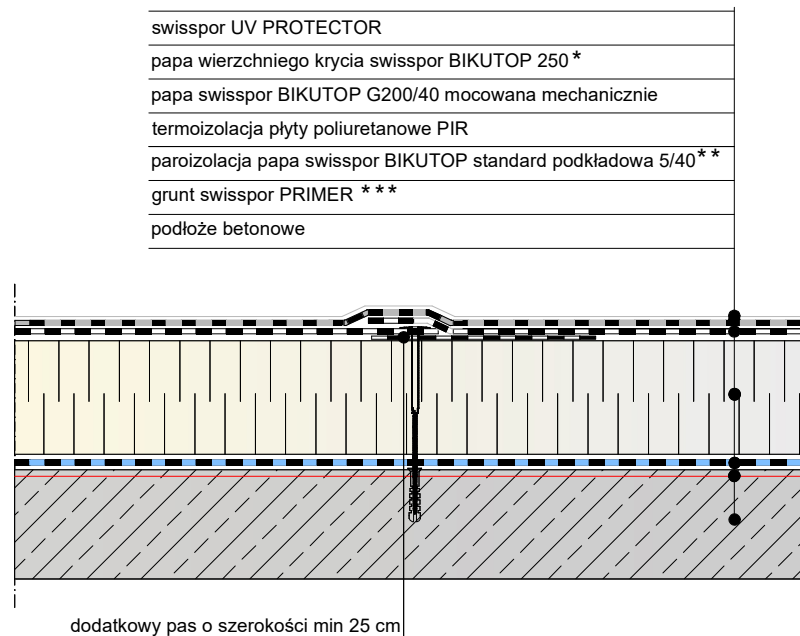 swisspor UV PROTECTOR
papa wierzchniego krycia swisspor BIKUTOP 250*
papa swisspor BIKUTOP G200/40 mocowana mechanicznie
termoizolacja płyty poliuretanowe PIR
paroizolacja papa swisspor BIKUTOP standard podkładowa 5/40**
grunt swisspor PRIMER ***
podłoże betonowe
dodatkowy pas o szerokości min 25 cm